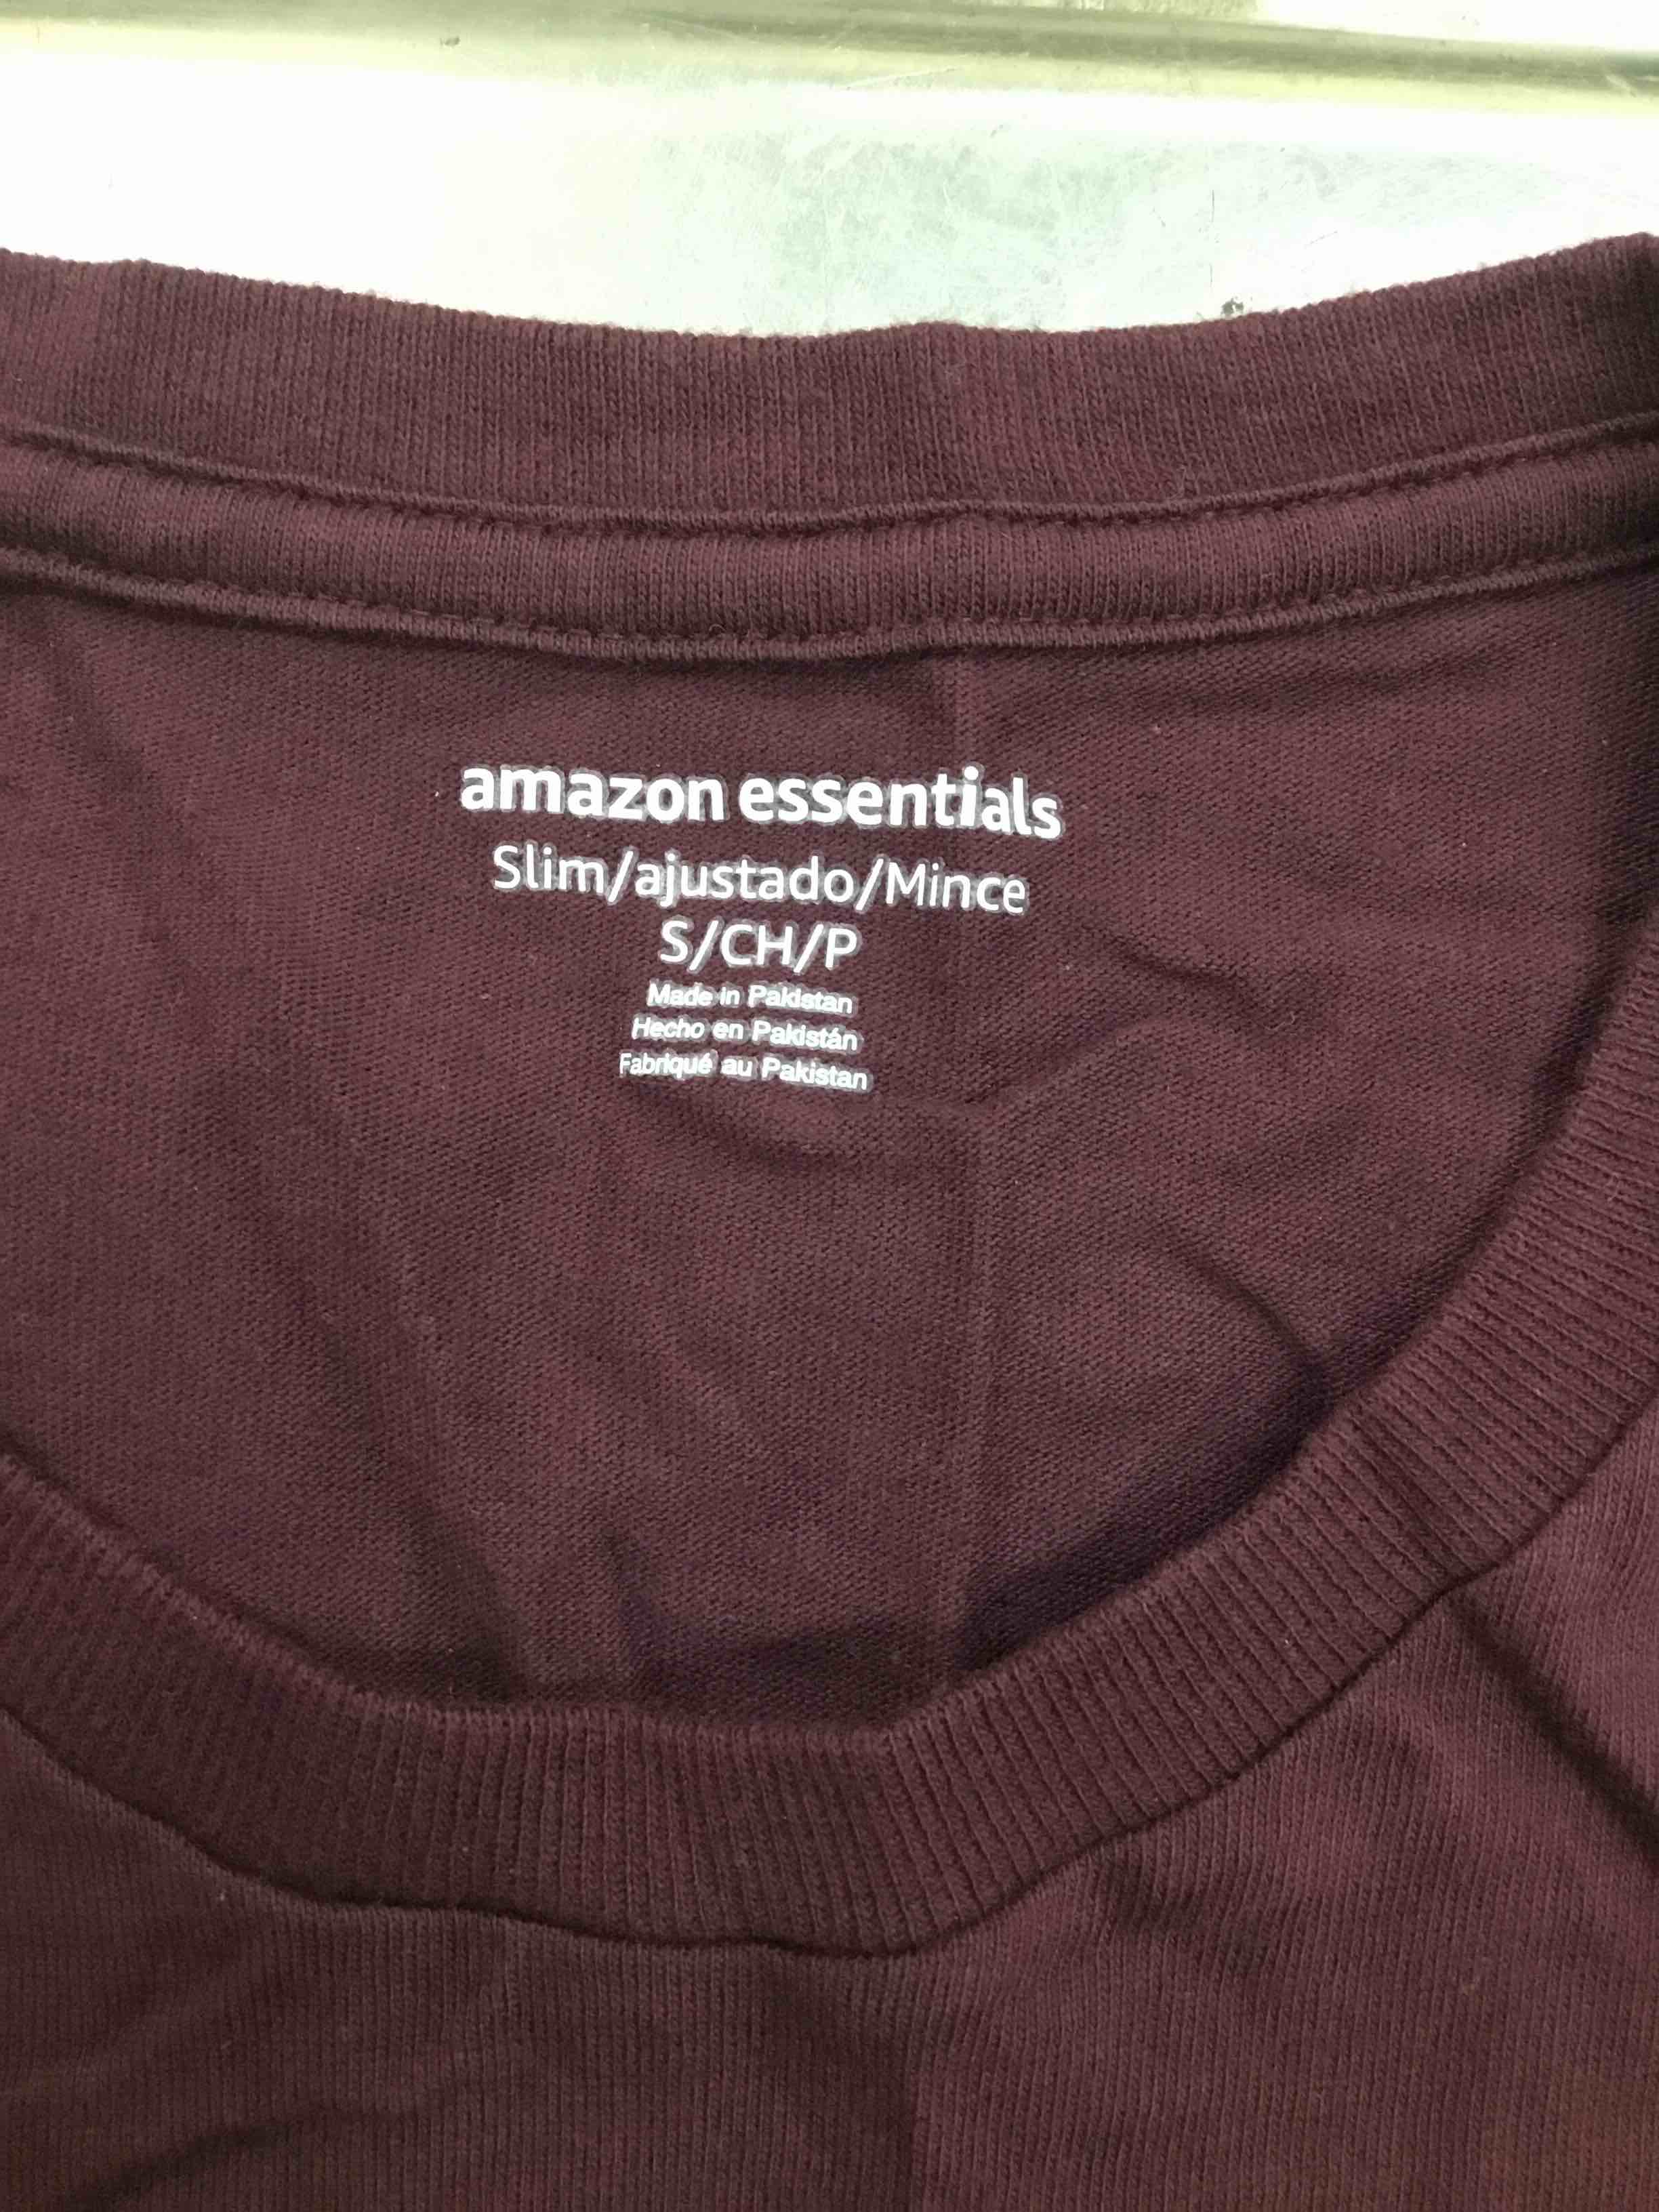 amazon essentials
Slim/ajustado/Mince
S/CH/P
Made in Pakistan
Hecho en Pakistán
Fabriqué au Pakistan